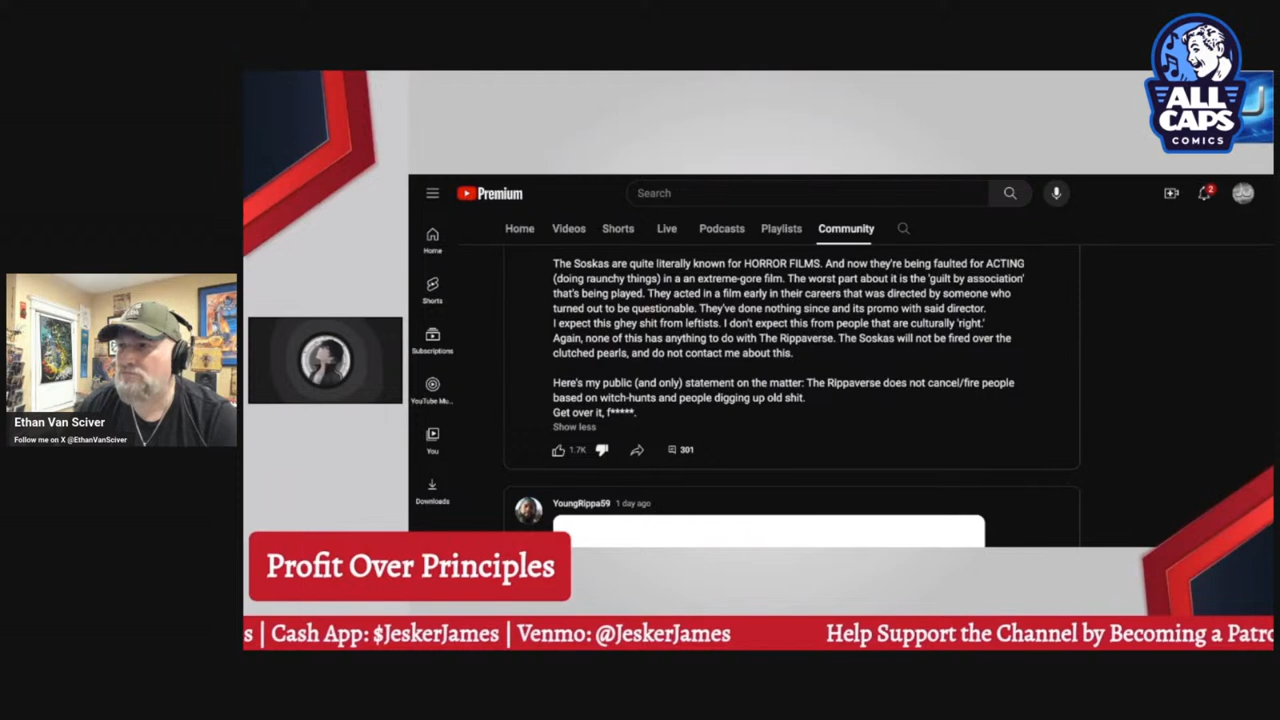 ALL
CAPS
COMICS
Premium
Search
2
Home
Videos
Shorts
Live
Podcasts
Playlists
Community
Home
Shorts
Subscriptions
YouTube Mu...
You
Downloads
The Soskas are quite literally known for HORROR FILMS. And now they're being faulted for ACTING
(doing raunchy things) in a an extreme-gore film. The worst part about it is the 'guilt by association'
that's being played. They acted in a film early in their careers that was directed by someone who
turned out to be questionable. They've done nothing since and its promo with said director.
I expect this ghey shit from leftists. I don't expect this from people that are culturally 'right.'
Again, none of this has anything to do with The Rippaverse. The Soskas will not be fired over the
clutched pearls, and do not contact me about this.
Here's my public (and only) statement on the matter: The Rippaverse does not cancel/fire people
based on witch-hunts and people digging up old shit.
Get over it, f*****.
Show less
1.7K
301
YoungRippa59 1 day ago
Ethan Van Sciver
Follow me on X @EthanVanSciver
Profit Over Principles
s | Cash App: $JeskerJames | Venmo: @JeskerJames
Help Support the Channel by Becoming a Patro